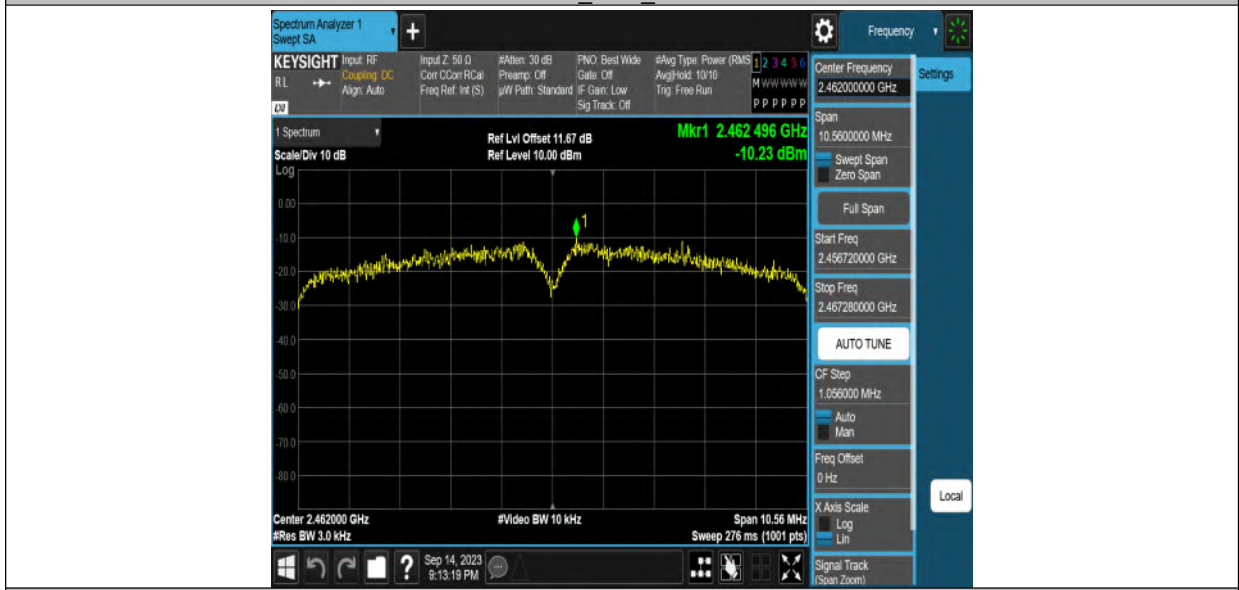 Spectrum Analyzer 1
Swept SA
+
Frequency
KEYSIGHT
RL
LXI
Input: RF
Coupling: DC
Align: Auto
Input Z: 50 Ω
Corr CCorr RCal
Freq Ref: Int (S)
#Atten: 30 dB
Preamp: Off
µW Path: Standard
PNO: Best Wide
Gate: Off
IF Gain: Low
Sig Track: Off
#Avg Type: Power (RMS
Avg|Hold: 10/10
Trig: Free Run
1 2 3 4 5 6
M W W W W W
P P P P P P
1 Spectrum
Scale/Div 10 dB
Log
Ref Lvl Offset 11.67 dB
Ref Level 10.00 dBm
Mkr1 2.462 496 GHz
-10.23 dBm
1
0.00
-10.0
-20.0
-30.0
-40.0
-50.0
-60.0
-70.0
-80.0
Center 2.462000 GHz
#Res BW 3.0 kHz
#Video BW 10 kHz
Span 10.56 MHz
Sweep 276 ms (1001 pts)
Center Frequency
2.462000000 GHz
Settings
Span
10.5600000 MHz
Swept Span
Zero Span
Full Span
Start Freq
2.456720000 GHz
Stop Freq
2.467280000 GHz
AUTO TUNE
CF Step
1.056000 MHz
Auto
Man
Freq Offset
0 Hz
X Axis Scale
Log
Lin
Local
Signal Track
(Span Zoom)
?
Sep 14, 2023
9:13:19 PM